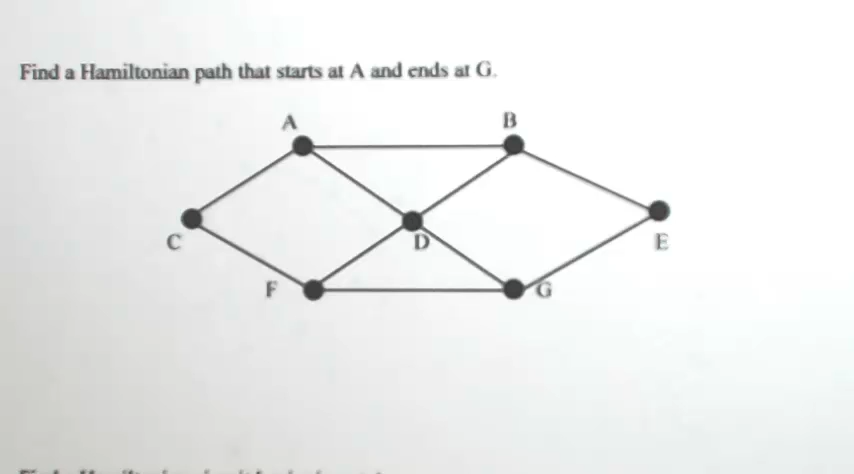 Find a Hamiltonian path that starts at A and ends at G.
A
B
C
D
E
F
G